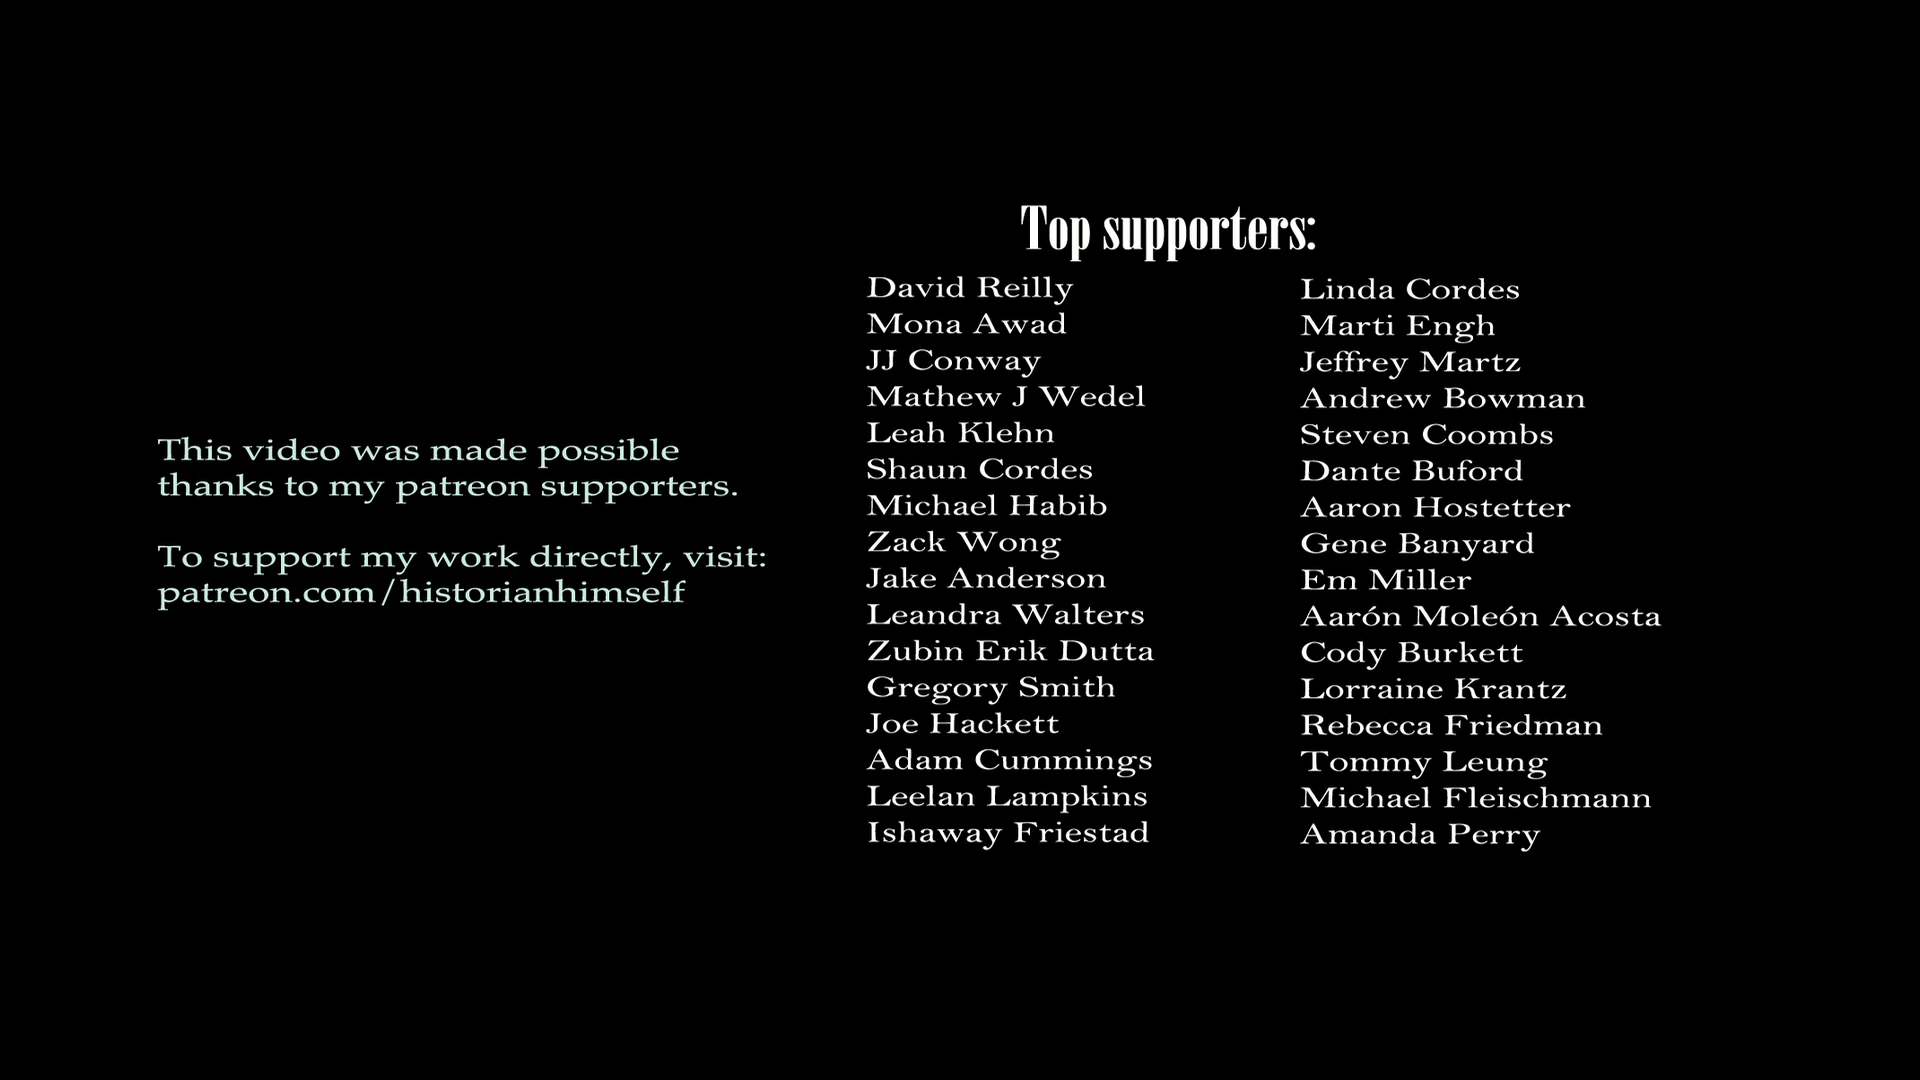 This video was made possible
thanks to my patreon supporters.
To support my work directly, visit:
patreon.com/historianhimself
Top supporters:
David Reilly
Mona Awad
JJ Conway
Mathew J Wedel
Leah Klehn
Shaun Cordes
Michael Habib
Zack Wong
Jake Anderson
Leandra Walters
Zubin Erik Dutta
Gregory Smith
Joe Hackett
Adam Cummings
Leelan Lampkins
Ishaway Friestad
Linda Cordes
Marti Engh
Jeffrey Martz
Andrew Bowman
Steven Coombs
Dante Buford
Aaron Hostetter
Gene Banyard
Em Miller
Aarón Moleón Acosta
Cody Burkett
Lorraine Krantz
Rebecca Friedman
Tommy Leung
Michael Fleischmann
Amanda Perry